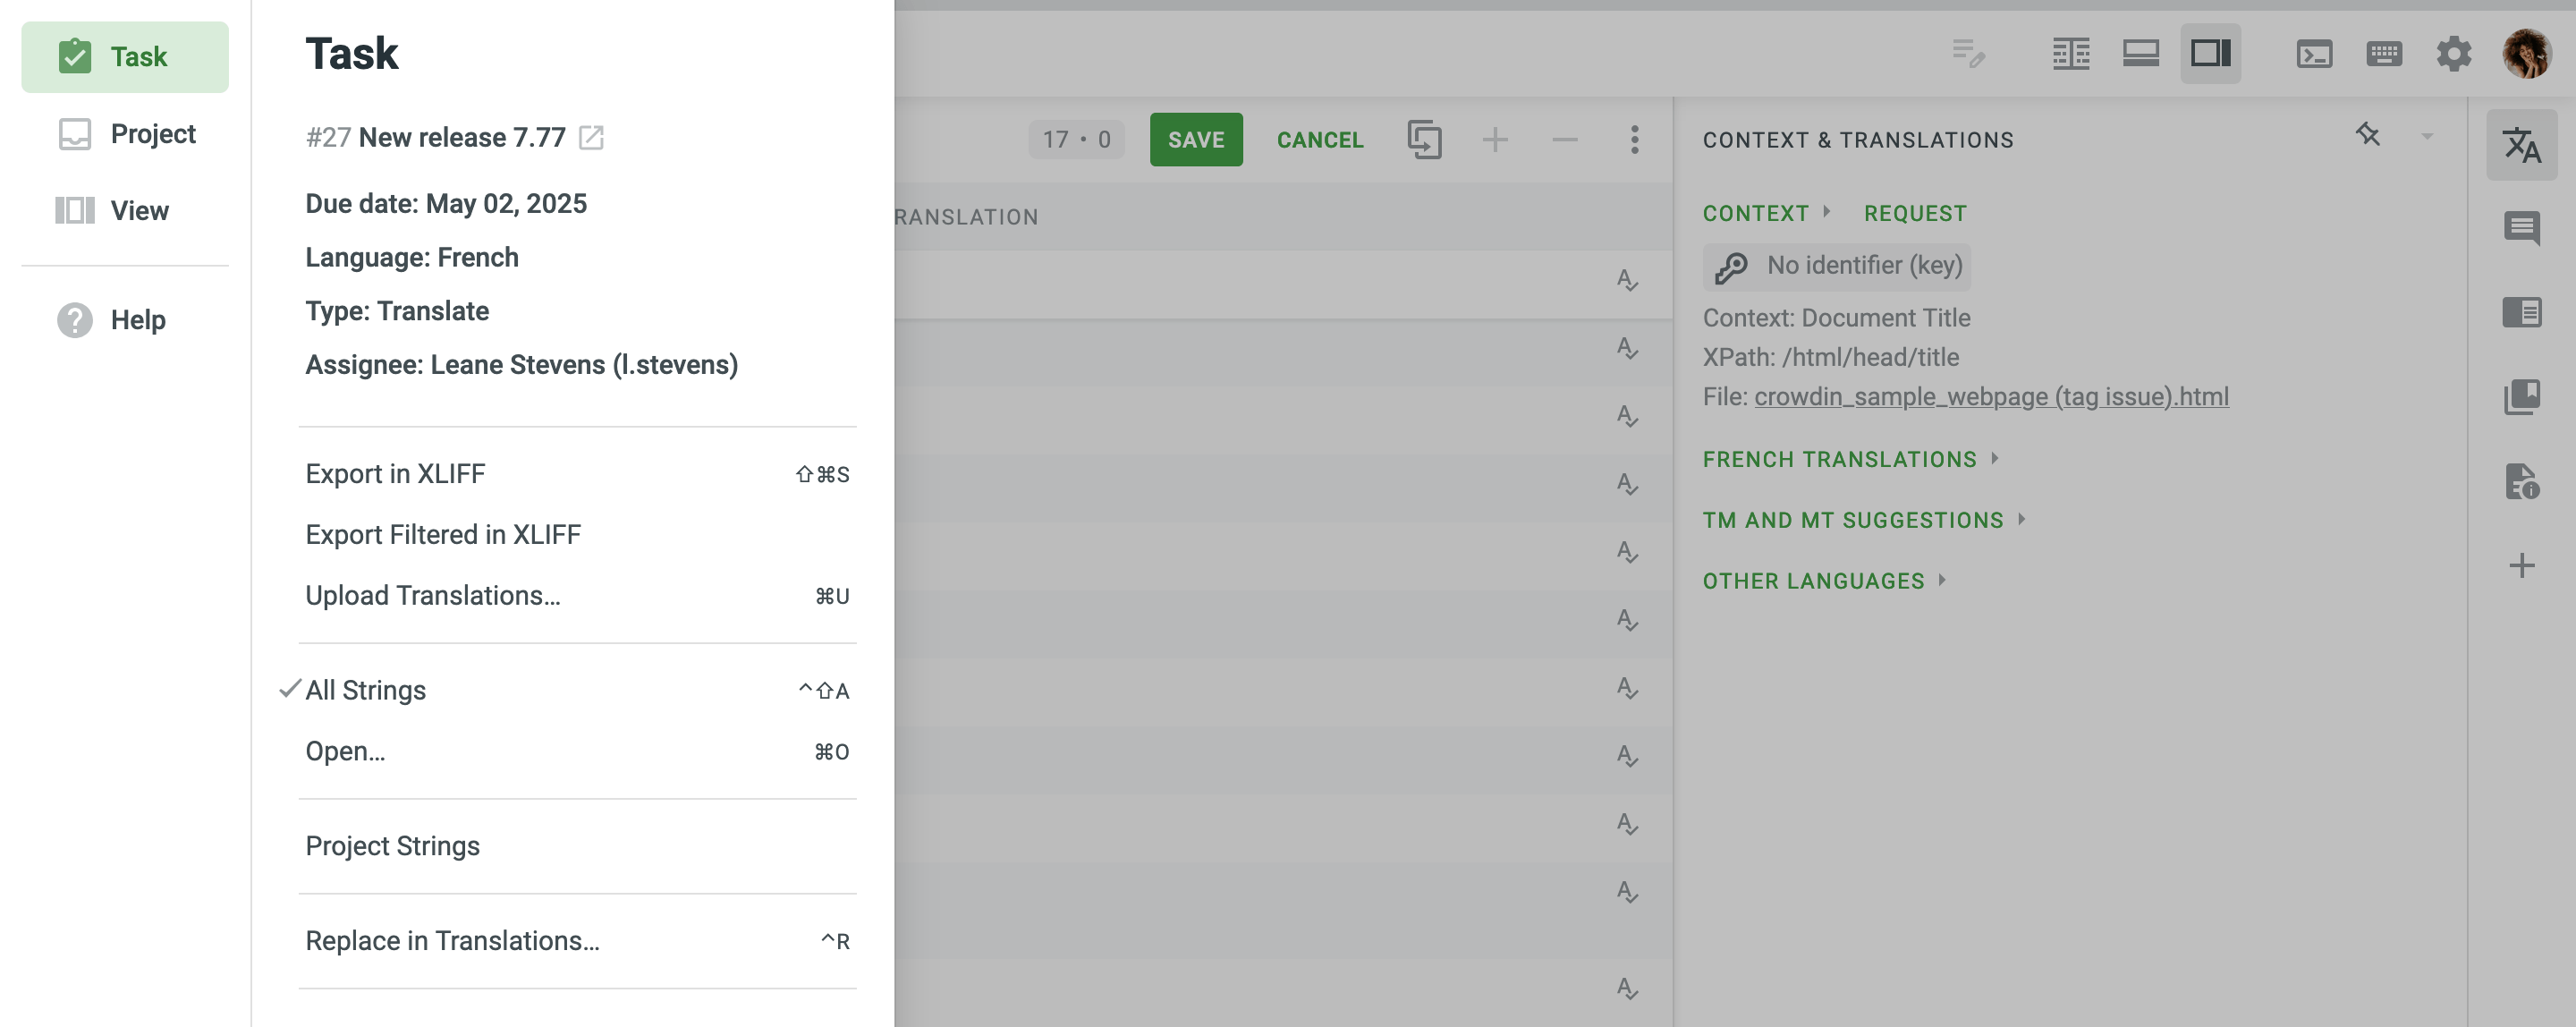 Task
Project
View
Help
Task
#27 New release 7.77
Due date: May 02, 2025
Language: French
Type: Translate
Assignee: Leane Stevens (l.stevens)
Export in XLIFF ⇧⌘S
Export Filtered in XLIFF
Upload Translations... ⌘U
All Strings ^⇧A
Open... ⌘O
Project Strings
Replace in Translations... ^R
17 • 0 SAVE CANCEL
RANSLATION
CONTEXT & TRANSLATIONS
CONTEXT REQUEST
No identifier (key)
Context: Document Title
XPath: /html/head/title
File: crowdin_sample_webpage (tag issue).html
FRENCH TRANSLATIONS
TM AND MT SUGGESTIONS
OTHER LANGUAGES